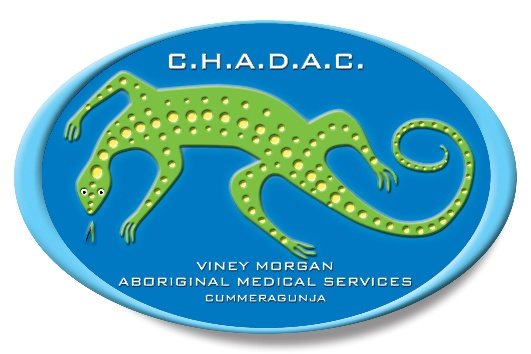 C.H.A.D.A.C.
VINEY MORGAN
ABORIGINAL MEDICAL SERVICES
CUMMERAGUNJA